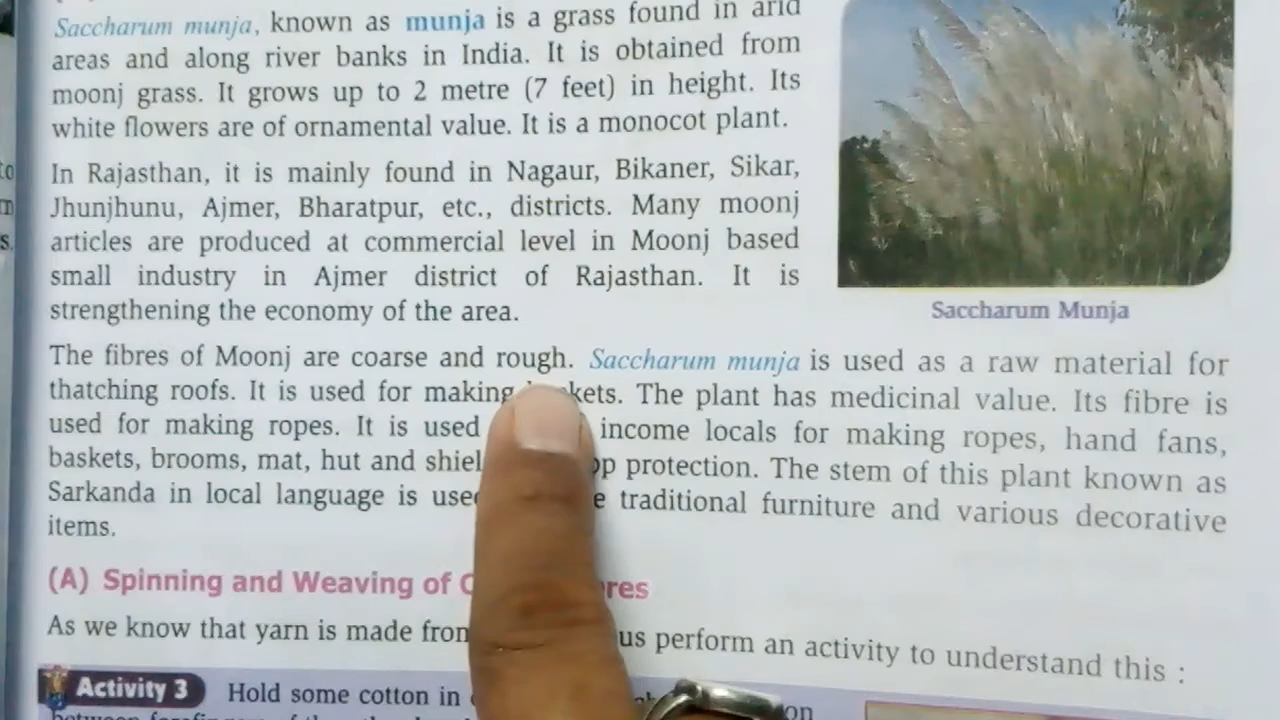 Saccharum munja, known as munja is a grass found in arid
areas and along river banks in India. It is obtained from
moonj grass. It grows up to 2 metre (7 feet) in height. Its
white flowers are of ornamental value. It is a monocot plant.
In Rajasthan, it is mainly found in Nagaur, Bikaner, Sikar,
Jhunjhunu, Ajmer, Bharatpur, etc., districts. Many moonj
articles are produced at commercial level in Moonj based
small industry in Ajmer district of Rajasthan. It is
strengthening the economy of the area.
Saccharum Munja
The fibres of Moonj are coarse and rough. Saccharum munja is used as a raw material for
thatching roofs. It is used for making The plant has medicinal value. Its fibre is
used for making ropes. It is used income locals for making ropes, hand fans,
baskets, brooms, mat, hut and protection. The stem of this plant known as
Sarkanda in local language is traditional furniture and various decorative
items.
(A) Spinning and Weaving of
As we know that yarn is made us perform an activity to understand this :
Activity 3 Hold some cotton in